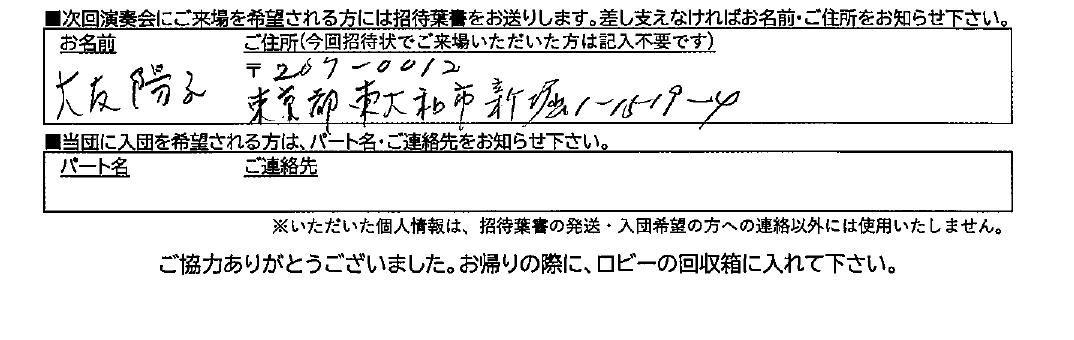 ■次回演奏会にご来場を希望される方には招待葉書をお送りします。差し支えなければお名前・ご住所をお知らせ下さい。
お名前 ご住所(今回招待状でご来場いただいた方は記入不要です)
〒207-0012
大友陽子 東京都東大和市新堀1-15-19-4
■当団に入団を希望される方は、パート名・ご連絡先をお知らせ下さい。
パート名 ご連絡先
※いただいた個人情報は、招待葉書の発送・入団希望の方への連絡以外には使用いたしません。
ご協力ありがとうございました。お帰りの際に、ロビーの回収箱に入れて下さい。